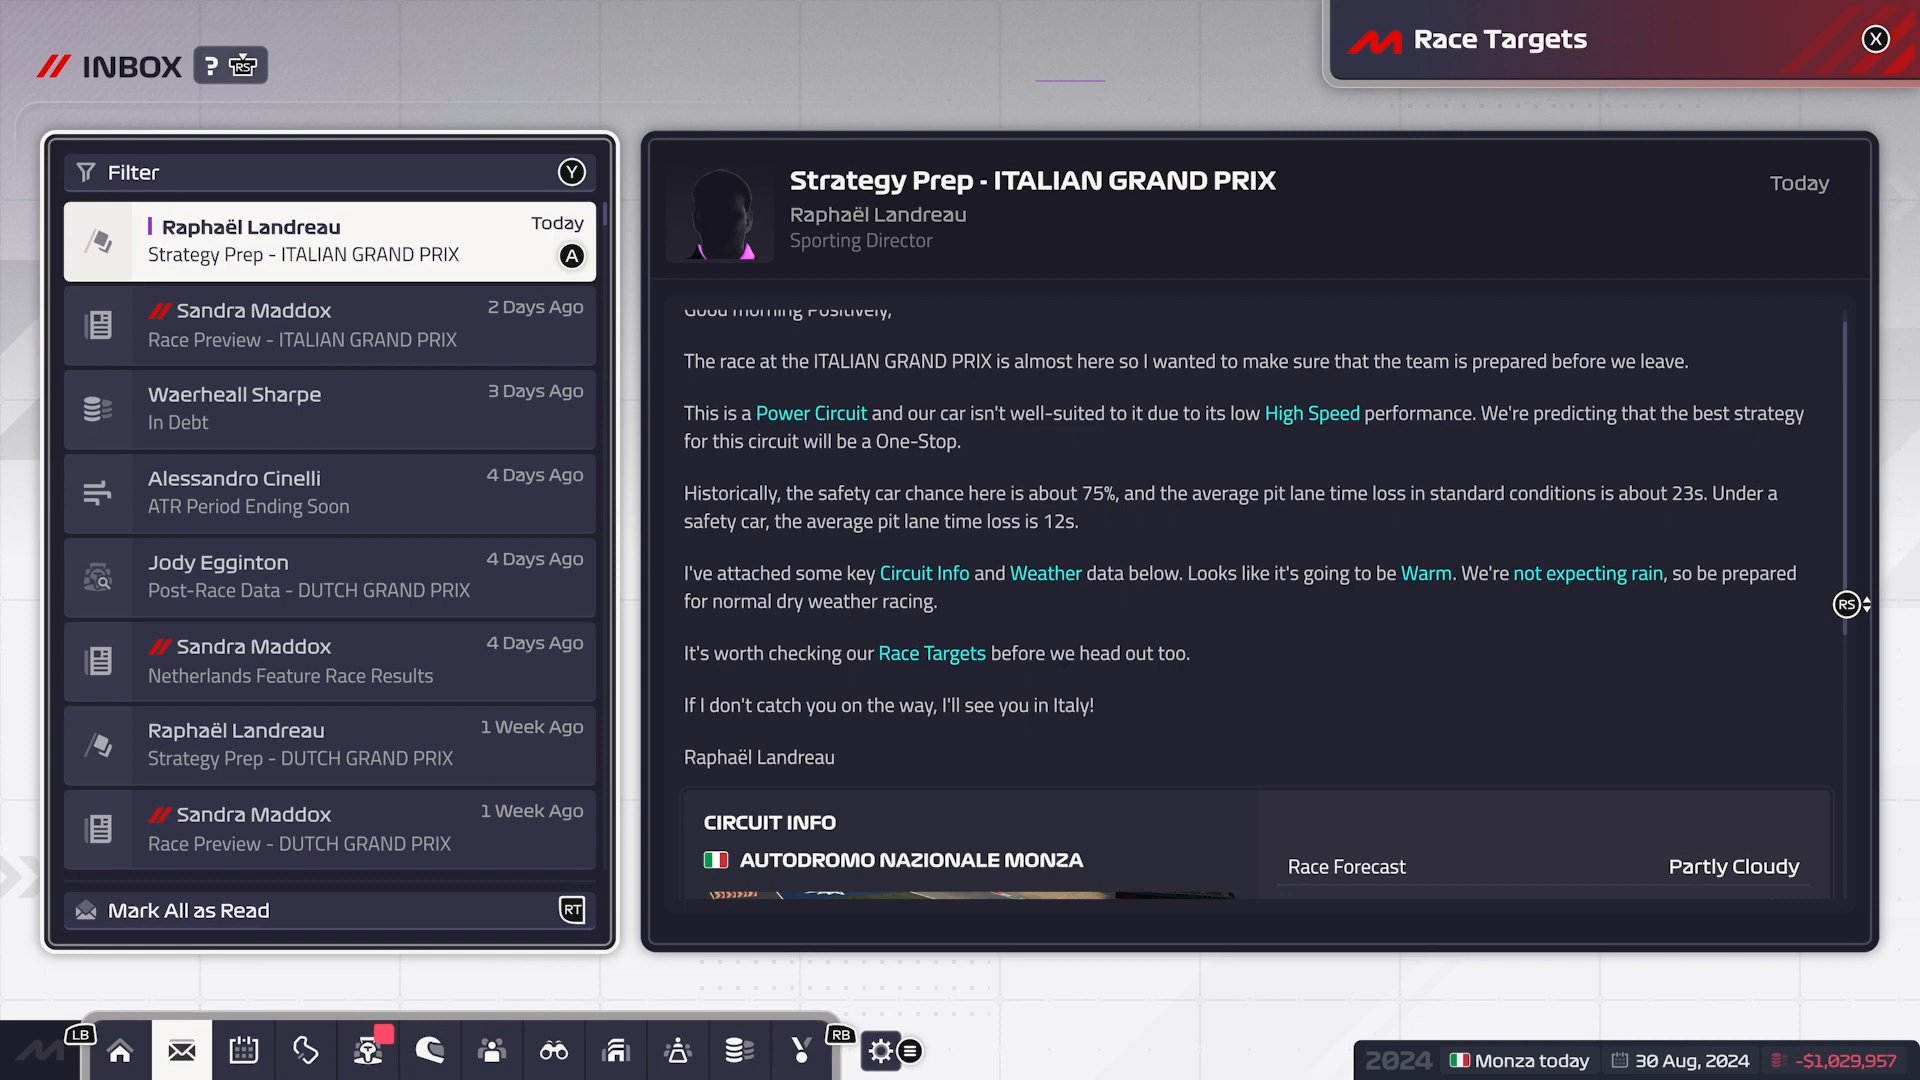 INBOX
?
RS
Race Targets
X
Filter
Y
Raphaël Landreau
Today
Strategy Prep - ITALIAN GRAND PRIX
A
Sandra Maddox
2 Days Ago
Race Preview - ITALIAN GRAND PRIX
Waerheall Sharpe
3 Days Ago
In Debt
Alessandro Cinelli
4 Days Ago
ATR Period Ending Soon
Jody Egginton
4 Days Ago
Post-Race Data - DUTCH GRAND PRIX
Sandra Maddox
4 Days Ago
Netherlands Feature Race Results
Raphaël Landreau
1 Week Ago
Strategy Prep - DUTCH GRAND PRIX
Sandra Maddox
1 Week Ago
Race Preview - DUTCH GRAND PRIX
Mark All as Read
RT
Strategy Prep - ITALIAN GRAND PRIX
Today
Raphaël Landreau
Sporting Director
Good morning Positively,
The race at the ITALIAN GRAND PRIX is almost here so I wanted to make sure that the team is prepared before we leave.
This is a Power Circuit and our car isn't well-suited to it due to its low High Speed performance. We're predicting that the best strategy
for this circuit will be a One-Stop.
Historically, the safety car chance here is about 75%, and the average pit lane time loss in standard conditions is about 23s. Under a
safety car, the average pit lane time loss is 12s.
I've attached some key Circuit Info and Weather data below. Looks like it's going to be Warm. We're not expecting rain, so be prepared
for normal dry weather racing.
RS
It's worth checking our Race Targets before we head out too.
If I don't catch you on the way, I'll see you in Italy!
Raphaël Landreau
CIRCUIT INFO
AUTODROMO NAZIONALE MONZA
Race Forecast
Partly Cloudy
LB
RB
2024
Monza today
30 Aug, 2024
-$1,029,957